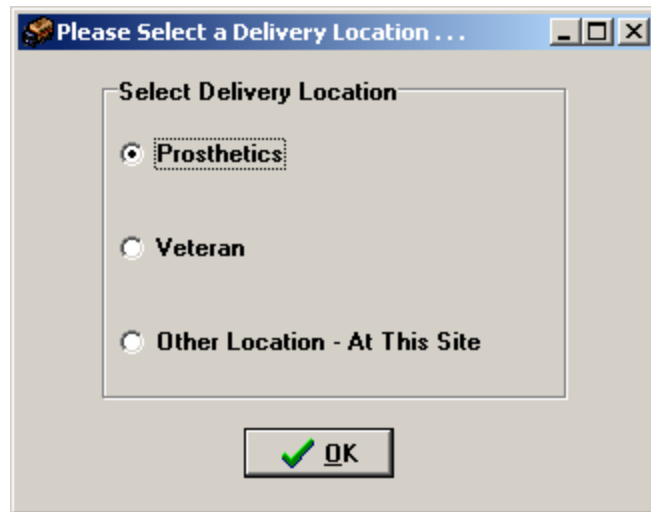 Please Select a Delivery Location . . .
Select Delivery Location
Prosthetics
Veteran
Other Location - At This Site
OK